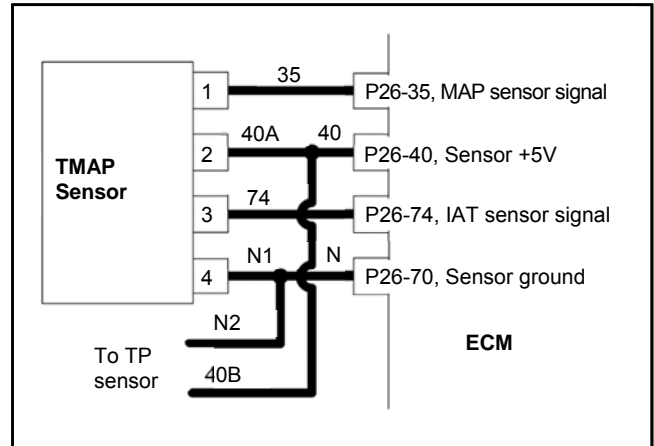 35
1
P26-35, MAP sensor signal
40A
40
2
P26-40, Sensor +5V
TMAP
Sensor
74
3
P26-74, IAT sensor signal
N1
N
4
P26-70, Sensor ground
N2
ECM
To TP
sensor
40B